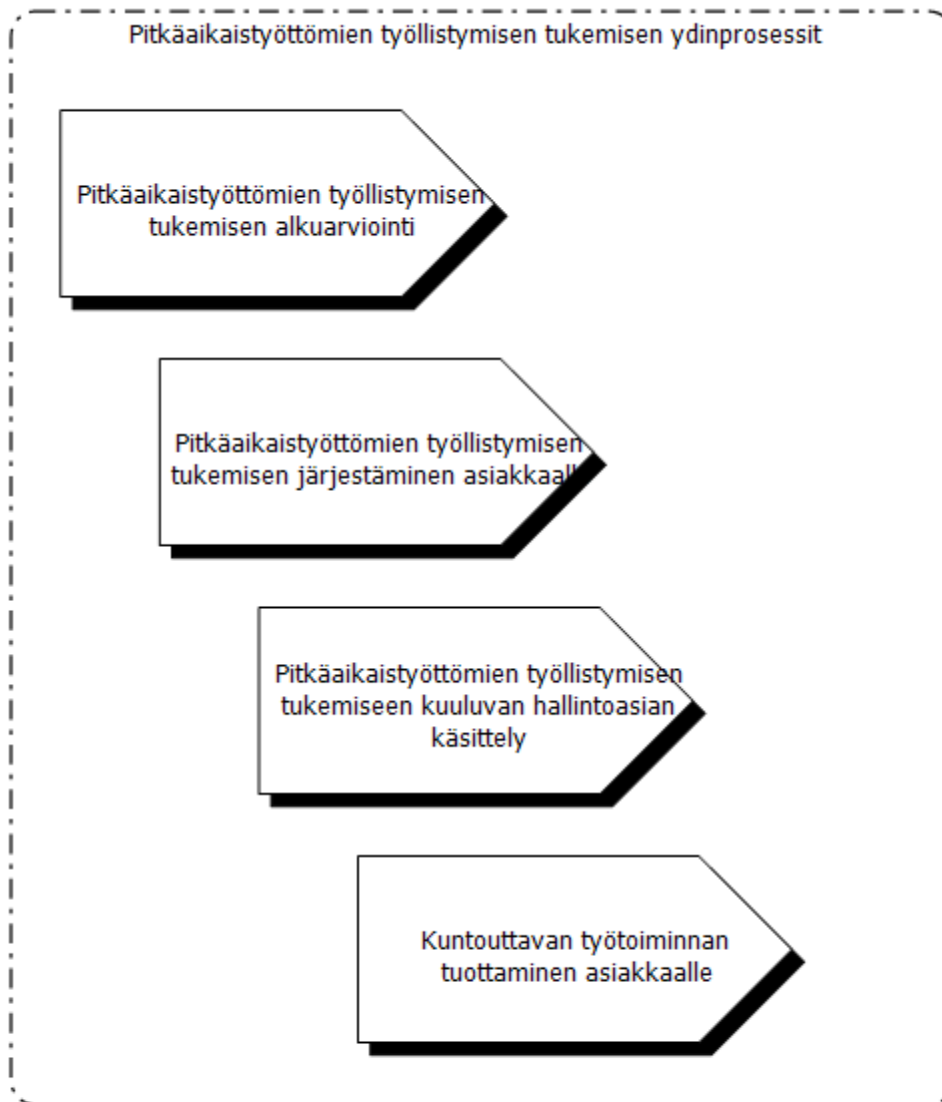 Pitkäaikaistyöttömien työllistymisen tukemisen ydinprosessit
Pitkäaikaistyöttömien työllistymisen
tukemisen alkuarviointi
Pitkäaikaistyöttömien työllistymisen
tukemisen järjestäminen asiakkaalle
Pitkäaikaistyöttömien työllistymisen
tukemiseen kuuluvan hallintoasian
käsittely
Kuntouttavan työtoiminnan
tuottaminen asiakkaalle